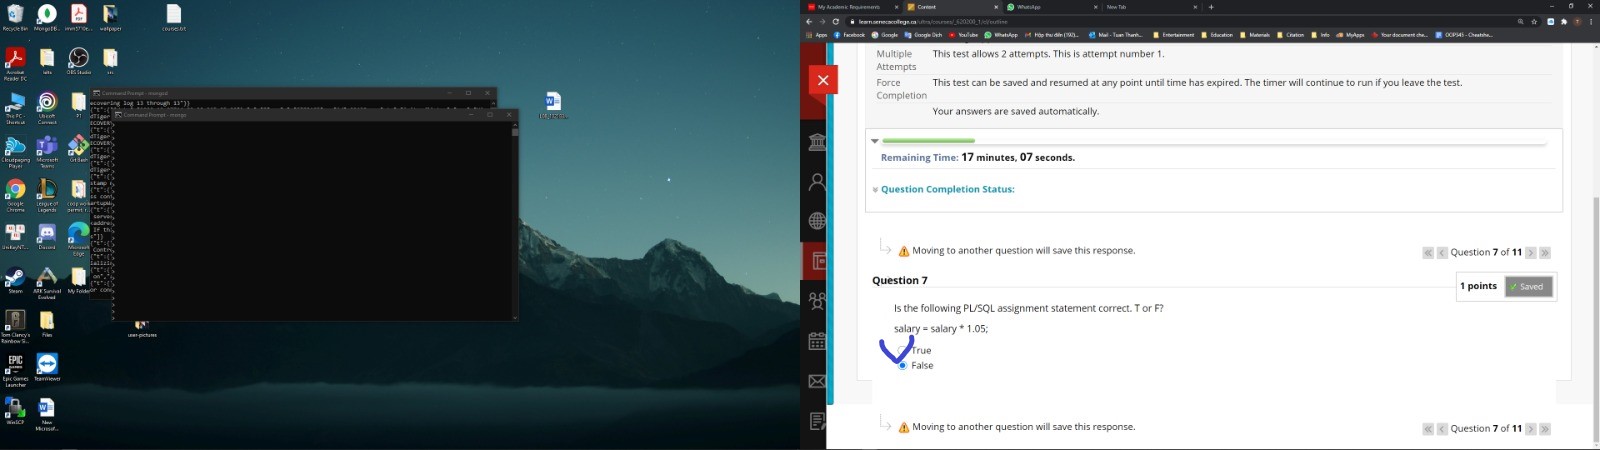 Recycle Bin
MongoDB...
wallpaper
courses.txt
Acrobat Reader DC
OBS Studio
This PC - Shortcut
Ubisoft Connect
Cloudpaging Player
Microsoft Teams
Git Bash
Google Chrome
League of Legends
Discord
Microsoft Edge
Steam
ARK Survival Evolved
My Folder
Tom Clancy's Rainbow Si...
Files
user-pictures
Epic Games Launcher
TeamViewer
WinSCP
New Microsof...
Command Prompt - mongod
ecovering log 13 through 13"}}
Command Prompt - mongo
My Academic Requirements
Content
WhatsApp
New Tab
learn.senecacollege.ca/ultra/courses/_620200_1/cl/outline
Apps
Facebook
Google
Google Dịch
YouTube
WhatsApp
Hộp thư đến (192)...
Mail - Tuan Thanh...
Entertainment
Education
Materials
Citation
Info
MyApps
Your document che...
OOP345 - Cheatshe...
Multiple Attempts
This test allows 2 attempts. This is attempt number 1.
Force Completion
This test can be saved and resumed at any point until time has expired. The timer will continue to run if you leave the test.
Your answers are saved automatically.
Remaining Time: 17 minutes, 07 seconds.
Question Completion Status:
Moving to another question will save this response.
Question 7 of 11
Question 7
1 points
Saved
Is the following PL/SQL assignment statement correct. T or F?
salary = salary * 1.05;
True
False
Moving to another question will save this response.
Question 7 of 11